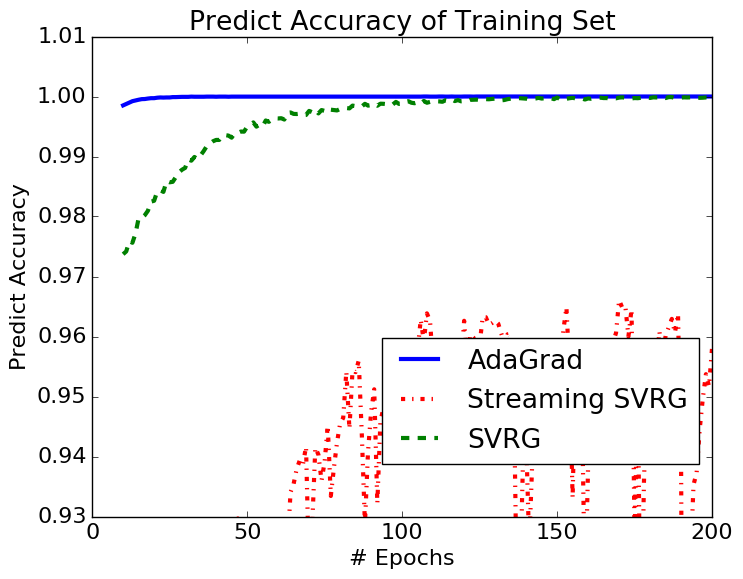 Predict Accuracy of Training Set
1.01
1.00
0.99
0.98
0.97
0.96
0.95
0.94
0.93
Predict Accuracy
AdaGrad
Streaming SVRG
SVRG
0 50 100 150 200
# Epochs